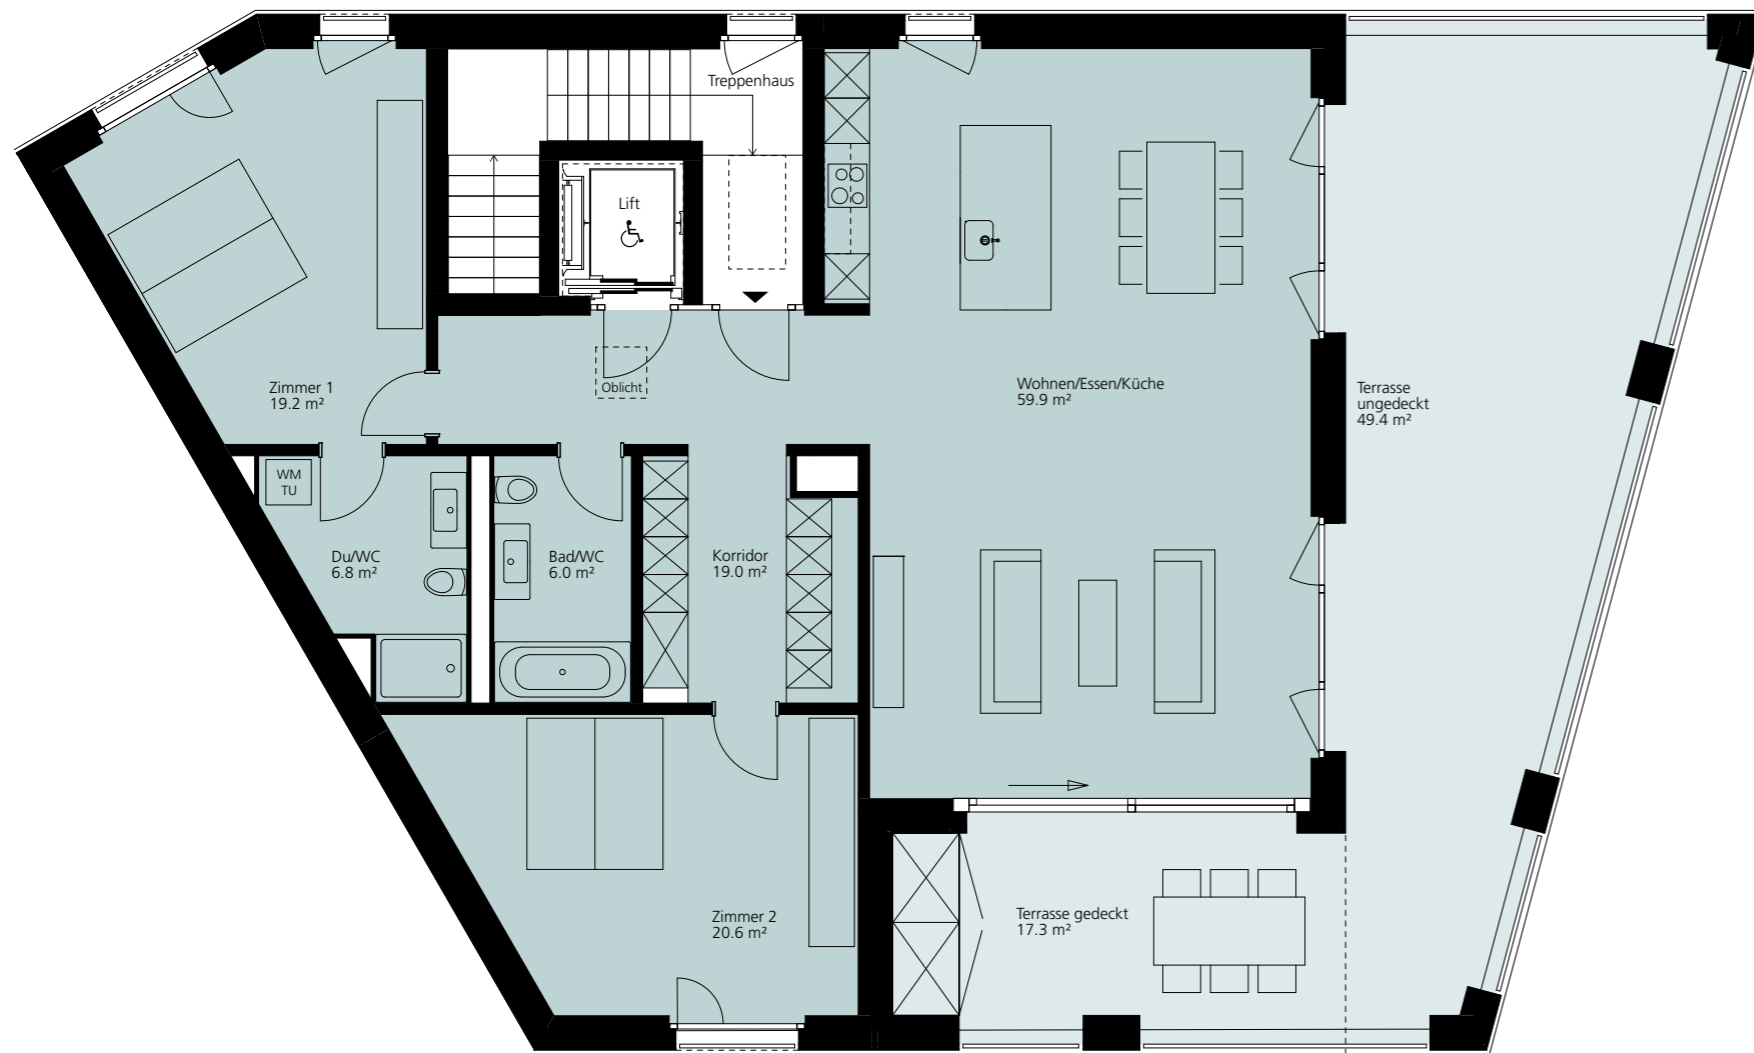 Treppenhaus
Lift
Zimmer 1
19.2 m²
Oblicht
Wohnen/Essen/Küche
59.9 m²
Terrasse
ungedeckt
49.4 m²
WM
TU
Du/WC
6.8 m²
Bad/WC
6.0 m²
Korridor
19.0 m²
Zimmer 2
20.6 m²
Terrasse gedeckt
17.3 m²